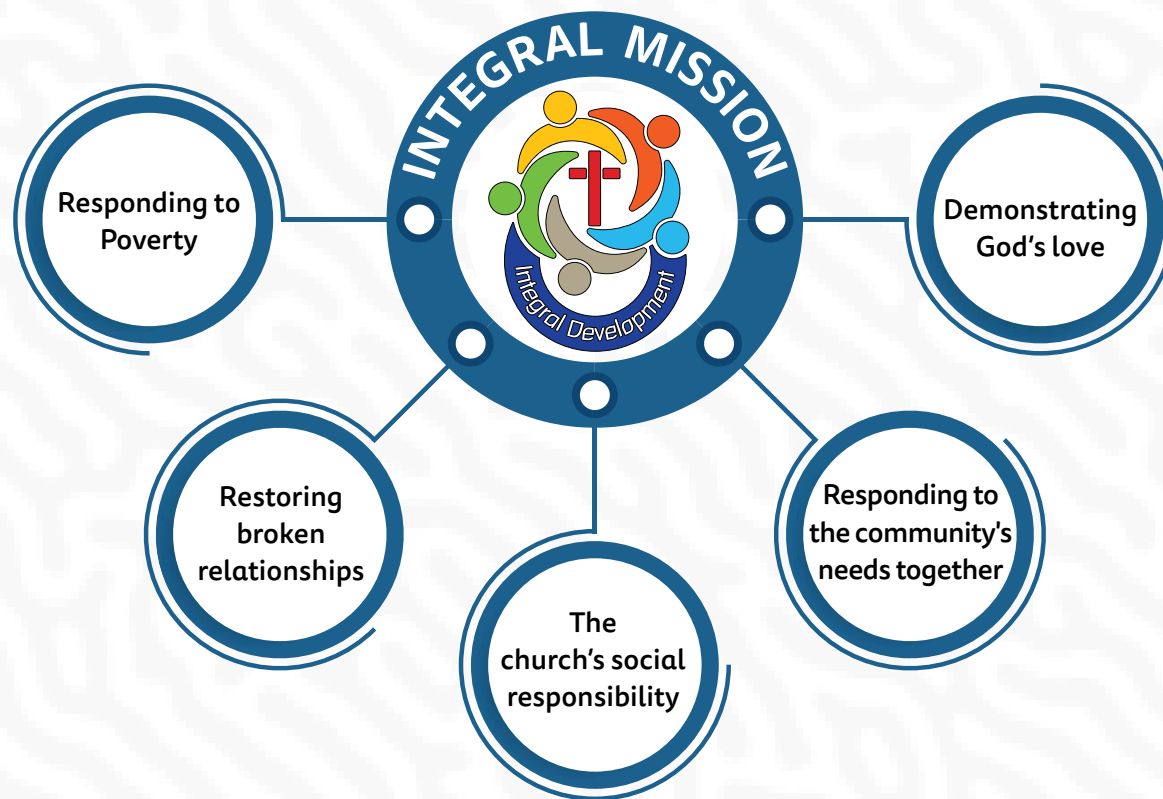 INTEGRAL MISSION
Integral Development
Responding to
Poverty
Restoring
broken
relationships
The
church’s social
responsibility
Responding to
the community's
needs together
Demonstrating
God’s love